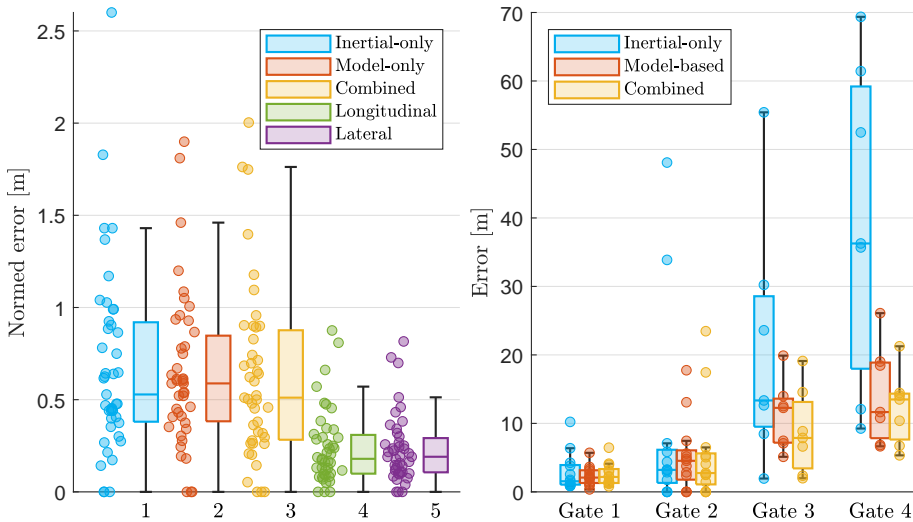 Normed error [m]
2.5
2
1.5
1
0.5
0
Inertial-only
Model-only
Combined
Longitudinal
Lateral
1 2 3 4 5
Error [m]
70
60
50
40
30
20
10
0
Inertial-only
Model-based
Combined
Gate 1 Gate 2 Gate 3 Gate 4